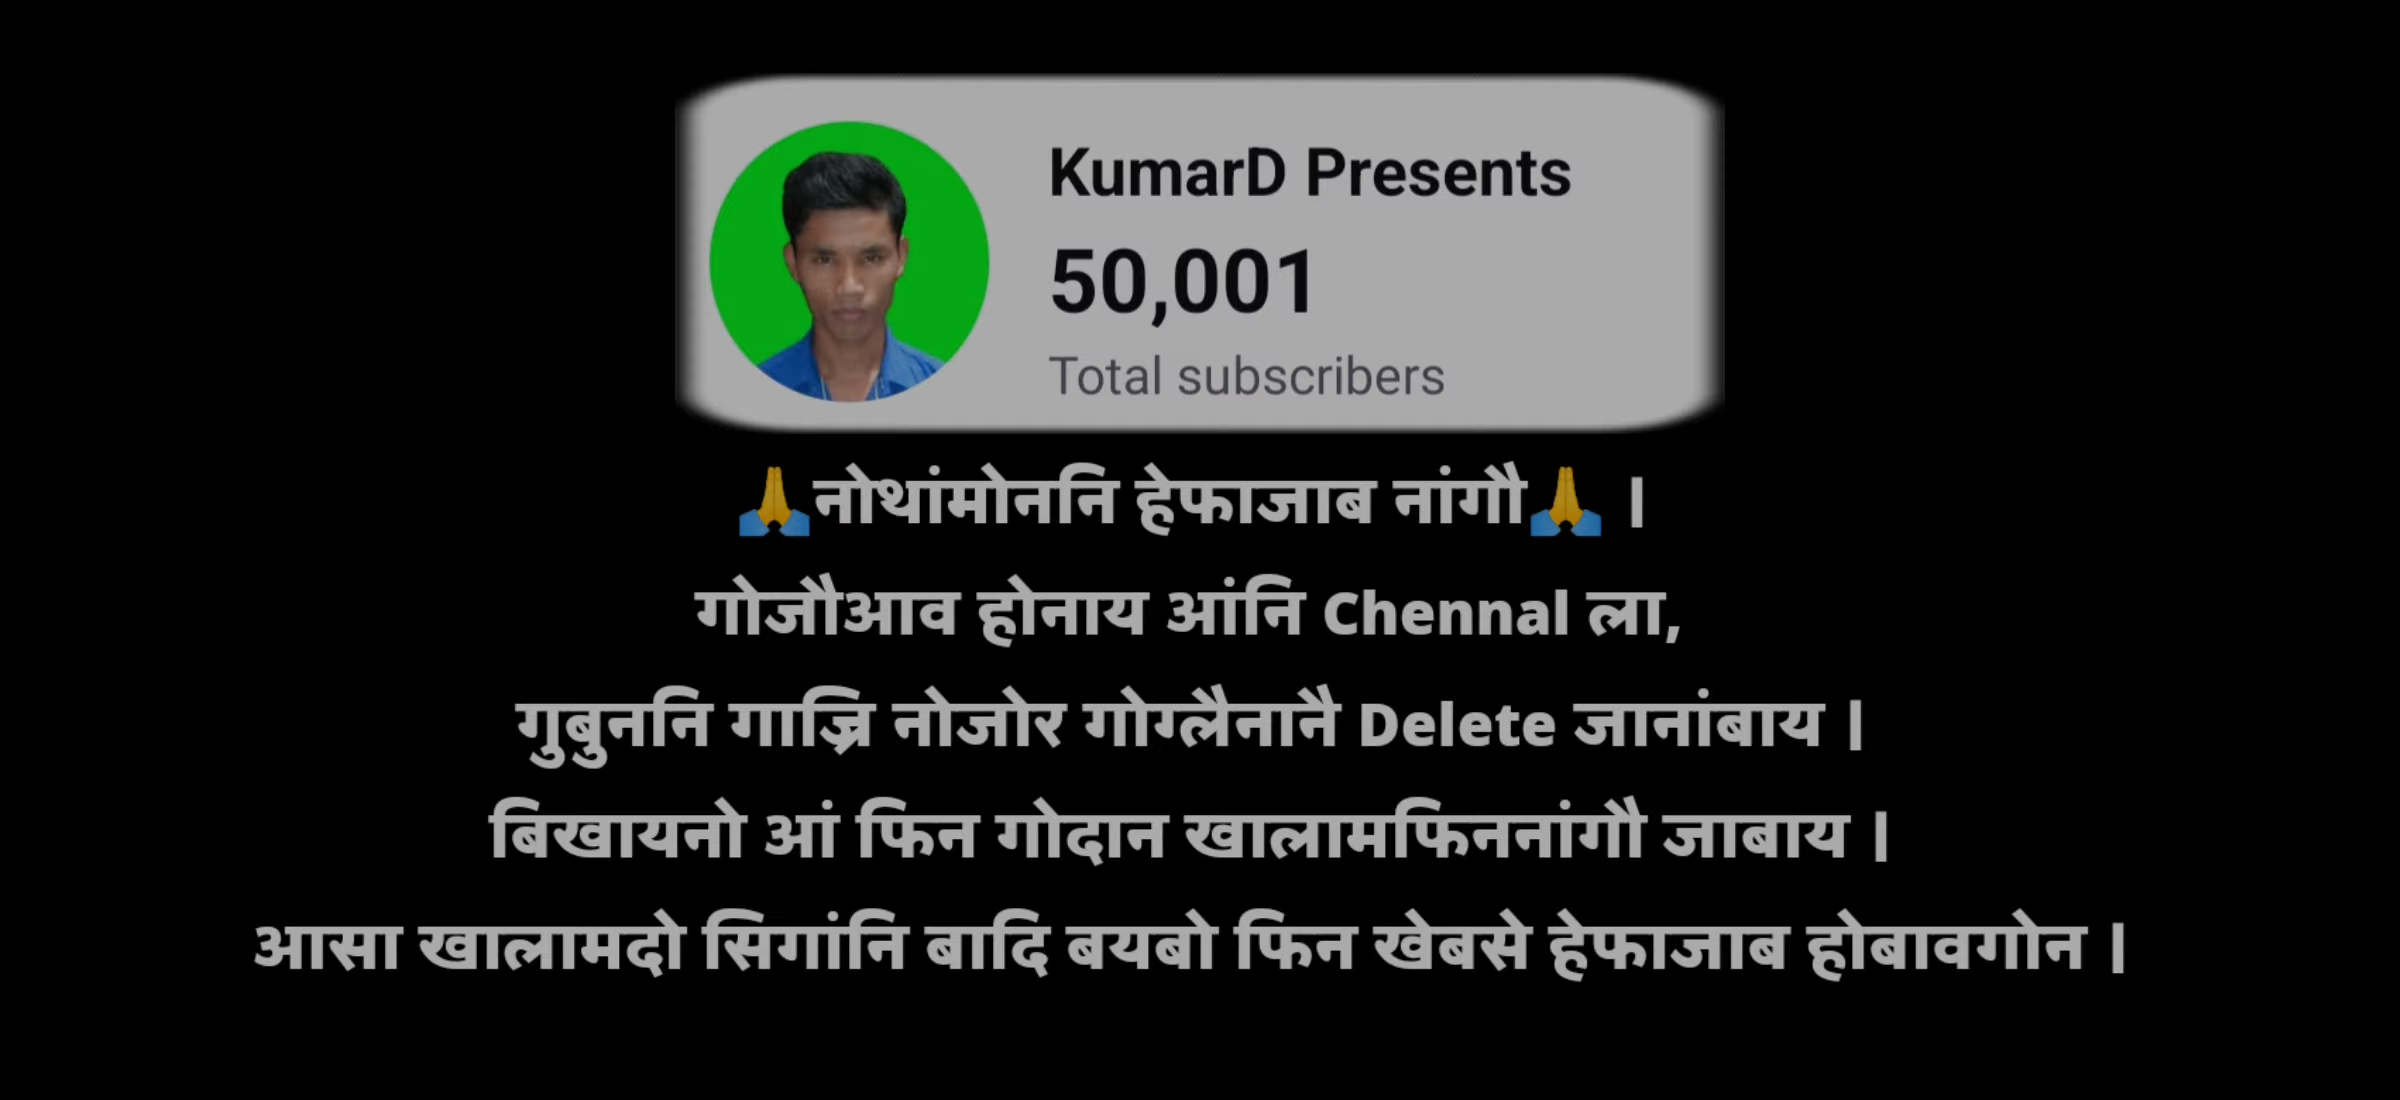 KumarD Presents
50,001
Total subscribers
🙏नोथांमोननि हेफाजाब नांगौ🙏 ।
गोजौआव होनाय आंनि Chennal ला,
गुबुननि गाज्रि नोजोर गोग्लैनानै Delete जानांबाय ।
बिखायनो आं फिन गोदान खालामफिननांगौ जाबाय ।
आसा खालामदो सिगांनि बादि बयबो फिन खेबसे हेफाजाब होबावगोन ।